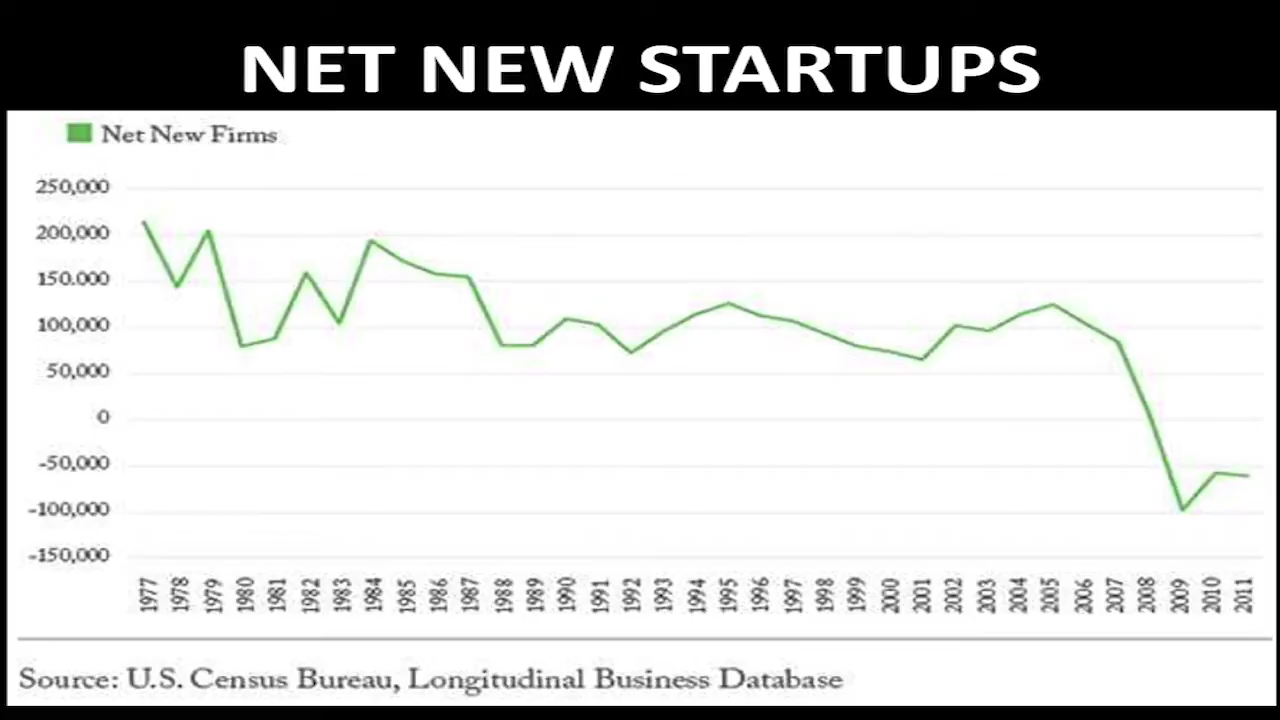 NET NEW STARTUPS
Net New Firms
250,000
200,000
150.000
100,000
50,000
0
-50,000
-100,000
-150,000
1977 1978 1979 1980 1981 1982 1983 1984 1985 1986 1987 1988 1989 1990 1991 1992 1993 1994 1995 1996 1997 1998 1999 2000 2001 2002 2003 2004 2005 2006 2007 2008 2009 2010 2011
Source: U.S. Census Bureau, Longitudinal Business Database